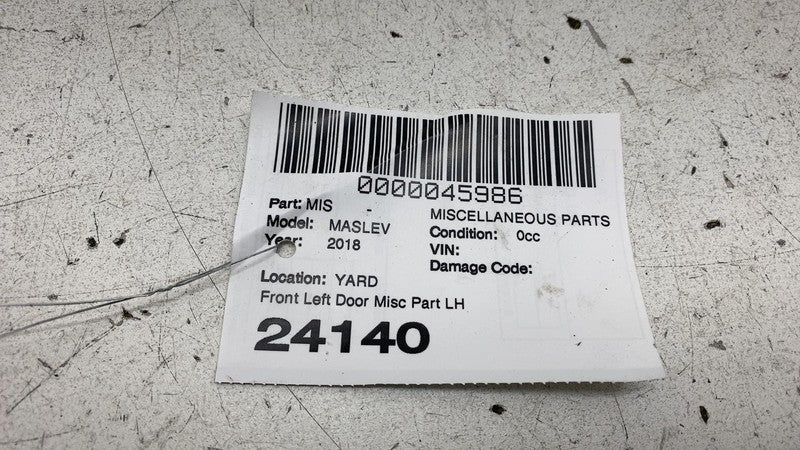 0000045986
Part: MIS
MISCELLANEOUS PARTS
Model: MASLEV
Condition: 0cc
Year: 2018
VIN:
Damage Code:
Location: YARD
Front Left Door Misc Part LH
24140